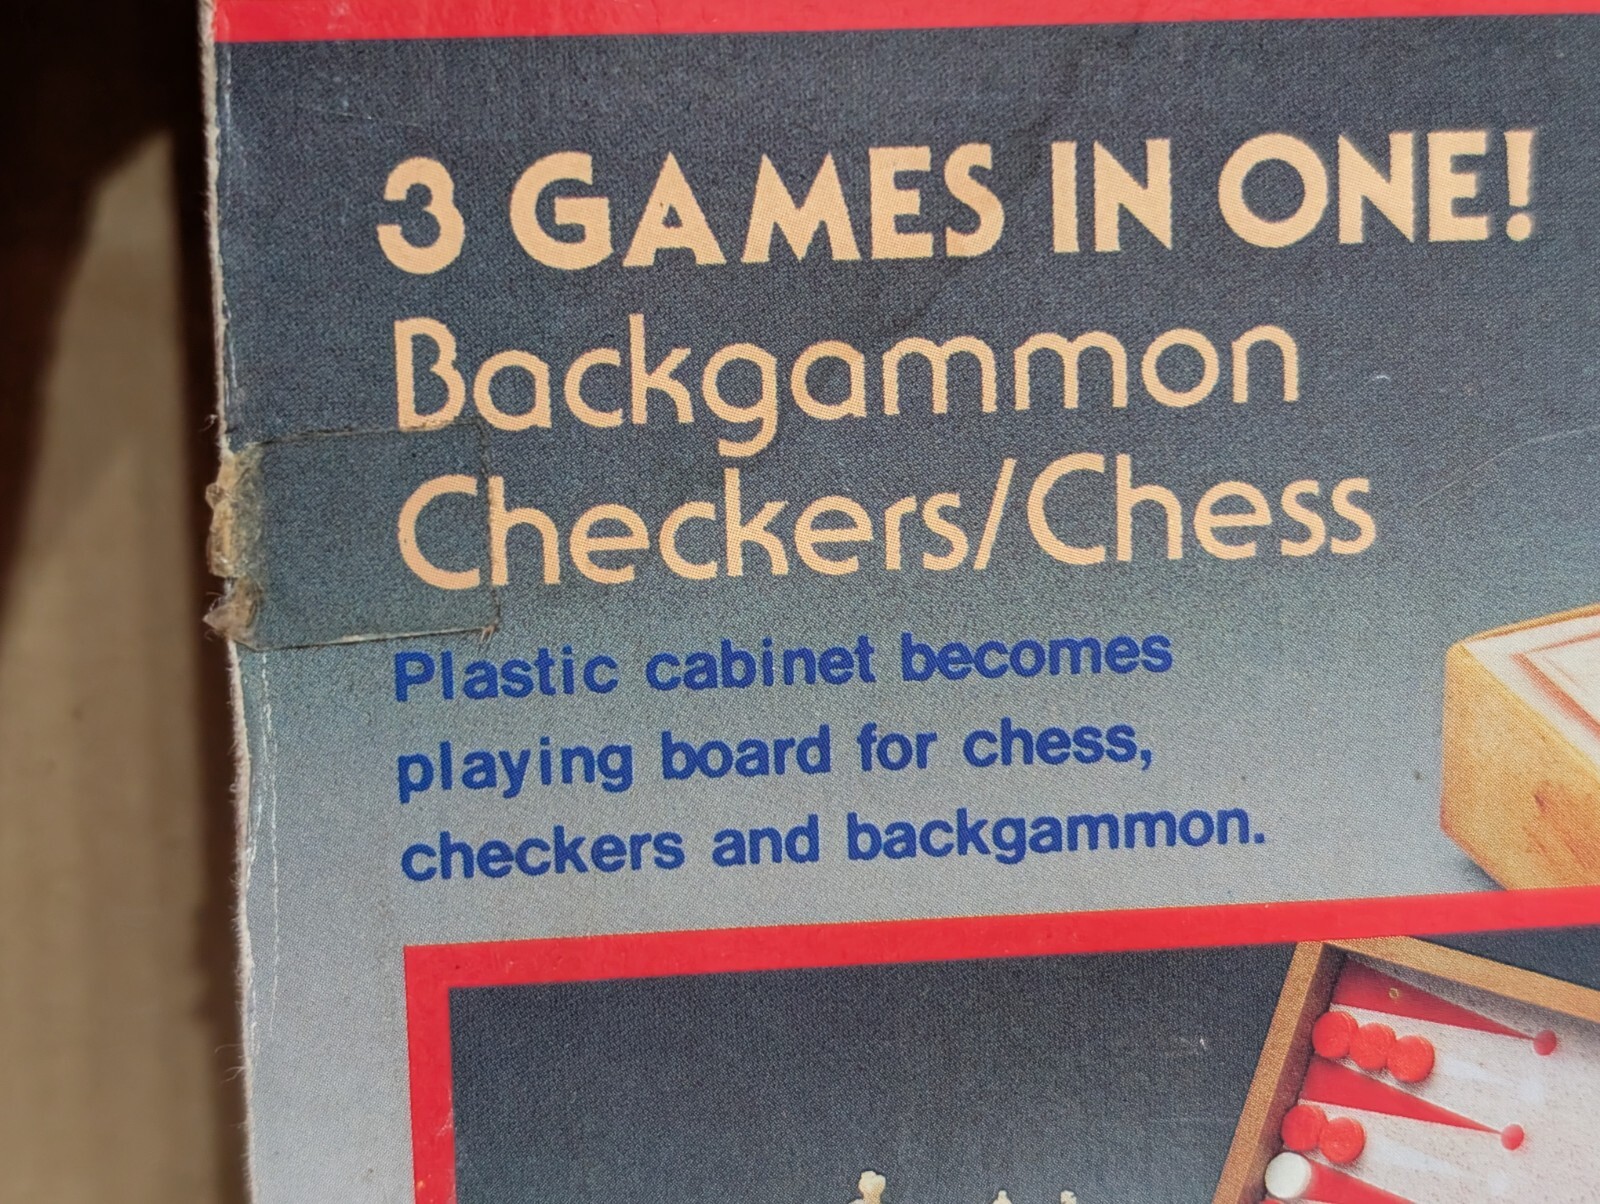 3 GAMES IN ONE!
Backgammon
Checkers/Chess
Plastic cabinet becomes
playing board for chess,
checkers and backgammon.